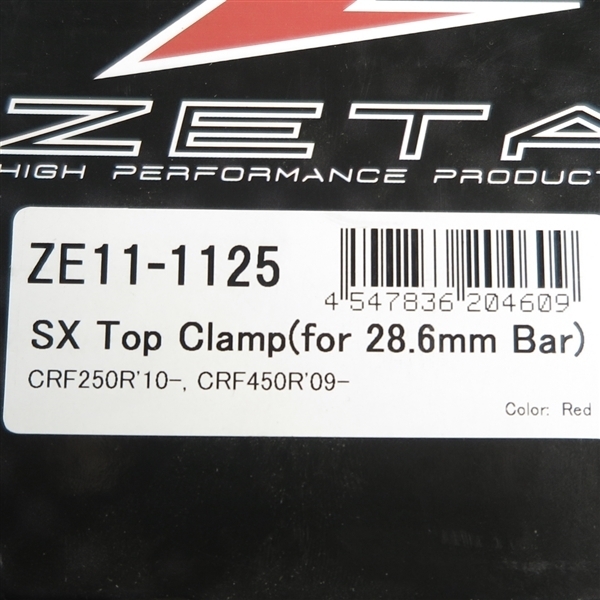 ZETA
HIGH PERFORMANCE PRODUCT
ZE11-1125
4 547836 204609
SX Top Clamp(for 28.6mm Bar)
CRF250R'10-, CRF450R'09-
Color: Red